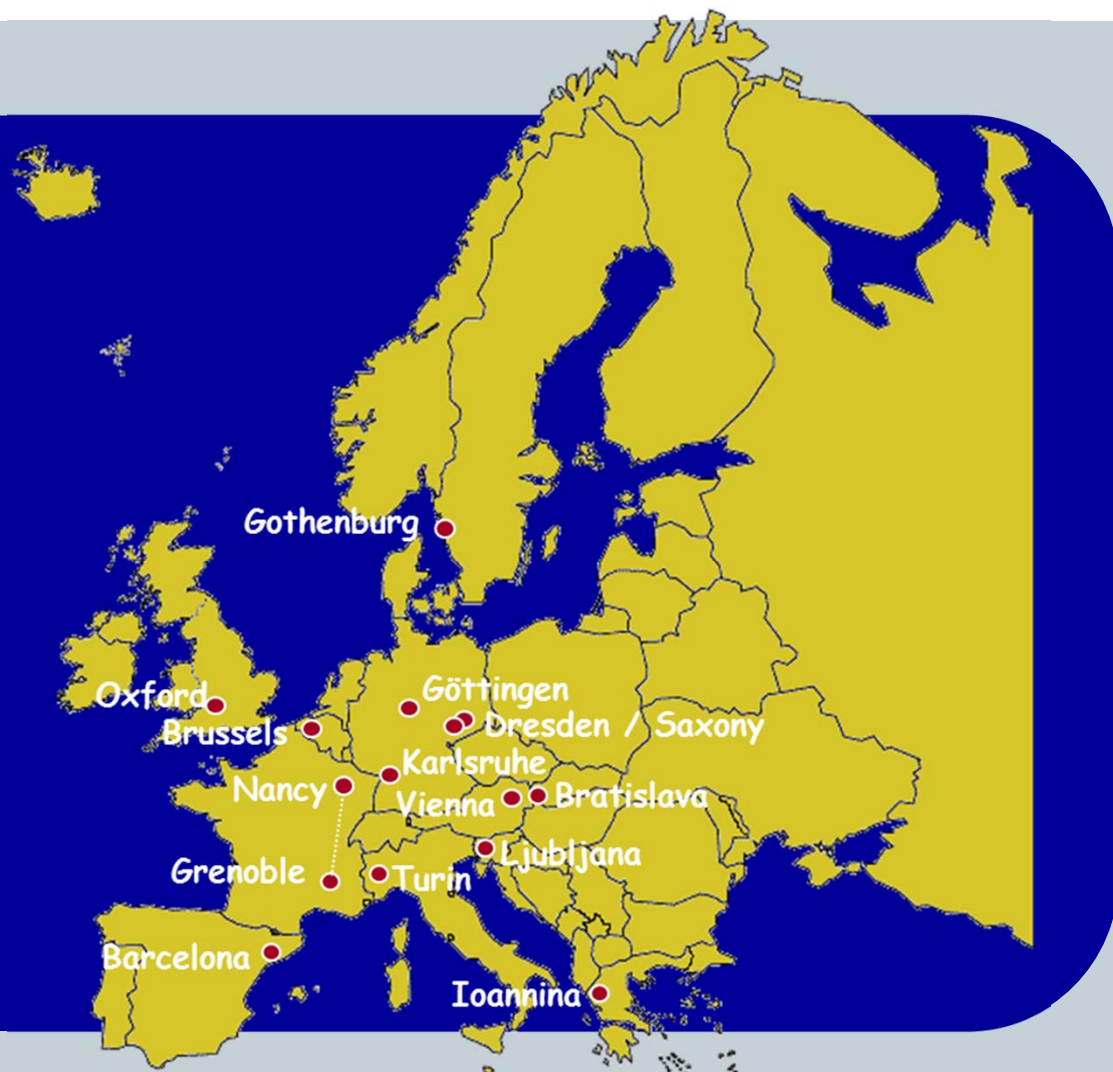 Gothenburg
Göttingen
Oxford
Dresden / Saxony
Brussels
Karlsruhe
Nancy
Vienna
Bratislava
Ljubljana
Grenoble
Turin
Barcelona
Ioannina